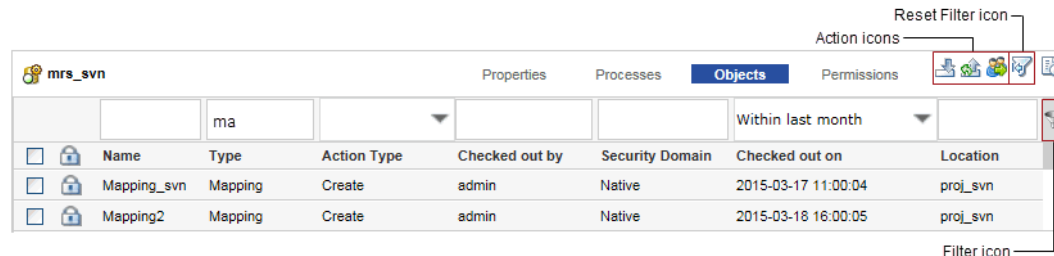 Reset Filter icon
Action icons
mrs_svn Properties Processes Objects Permissions
ma Within last month
Name Type Action Type Checked out by Security Domain Checked out on Location
Mapping_svn Mapping Create admin Native 2015-03-17 11:00:04 proj_svn
Mapping2 Mapping Create admin Native 2015-03-18 16:00:05 proj_svn
Filter icon